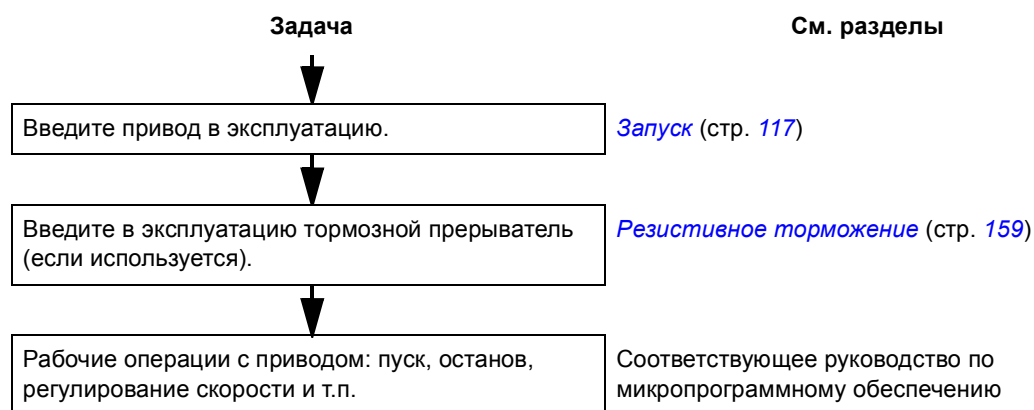 Задача
См. разделы
Введите привод в эксплуатацию.
Запуск (стр. 117)
Введите в эксплуатацию тормозной прерыватель
(если используется).
Резистивное торможение (стр. 159)
Рабочие операции с приводом: пуск, останов,
регулирование скорости и т.п.
Соответствующее руководство по
микропрограммному обеспечению